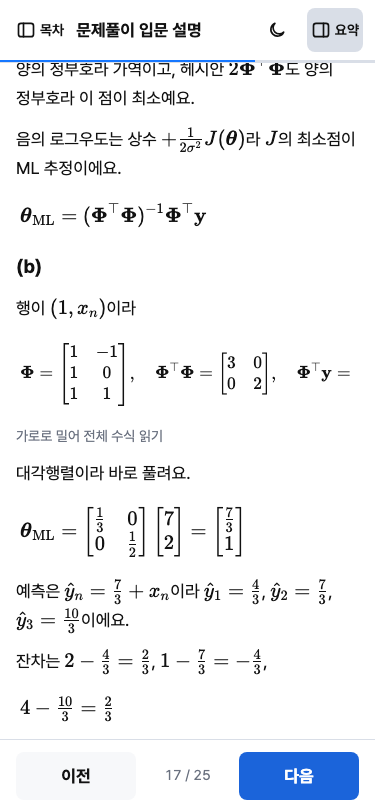 목차 문제풀이 입문 설명 요약
양의 정부호라 가역이고, 헤시안 2Φ⊤Φ도 양의
정부호라 이 점이 최소예요.
음의 로그우도는 상수 + 1/(2σ²) J(θ)라 J의 최소점이
ML 추정이에요.
θ_ML = (Φ⊤Φ)⁻¹Φ⊤y
(b)
행이 (1, xₙ)이라
Φ = [1 −1; 1 0; 1 1], Φ⊤Φ = [3 0; 0 2], Φ⊤y =
가로로 밀어 전체 수식 읽기
대각행렬이라 바로 풀려요.
θ_ML = [1/3 0; 0 1/2] [7; 2] = [7/3; 1]
예측은 ŷₙ = 7/3 + xₙ이라 ŷ₁ = 4/3, ŷ₂ = 7/3,
ŷ₃ = 10/3이에요.
잔차는 2 − 4/3 = 2/3, 1 − 7/3 = −4/3,
4 − 10/3 = 2/3
이전 17 / 25 다음